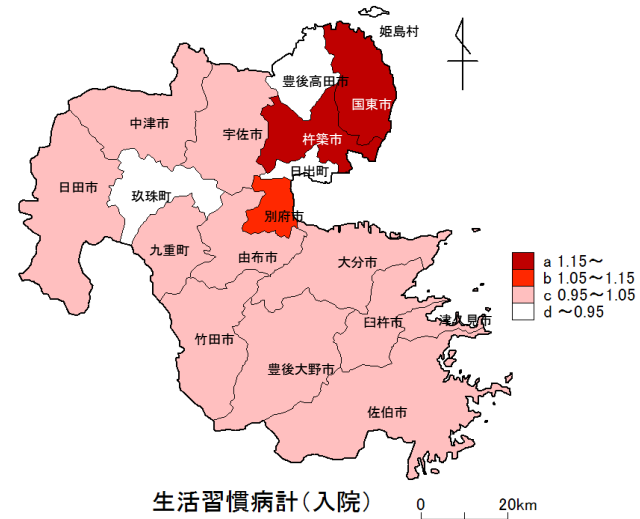 姫島村
豊後高田市
国東市
中津市
宇佐市
杵築市
日出町
日田市
玖珠町
別府市
九重町
由布市
大分市
a 1.15～
b 1.05～1.15
c 0.95～1.05
d ～0.95
臼杵市
津久見市
竹田市
豊後大野市
佐伯市
生活習慣病計（入院）
0 20km